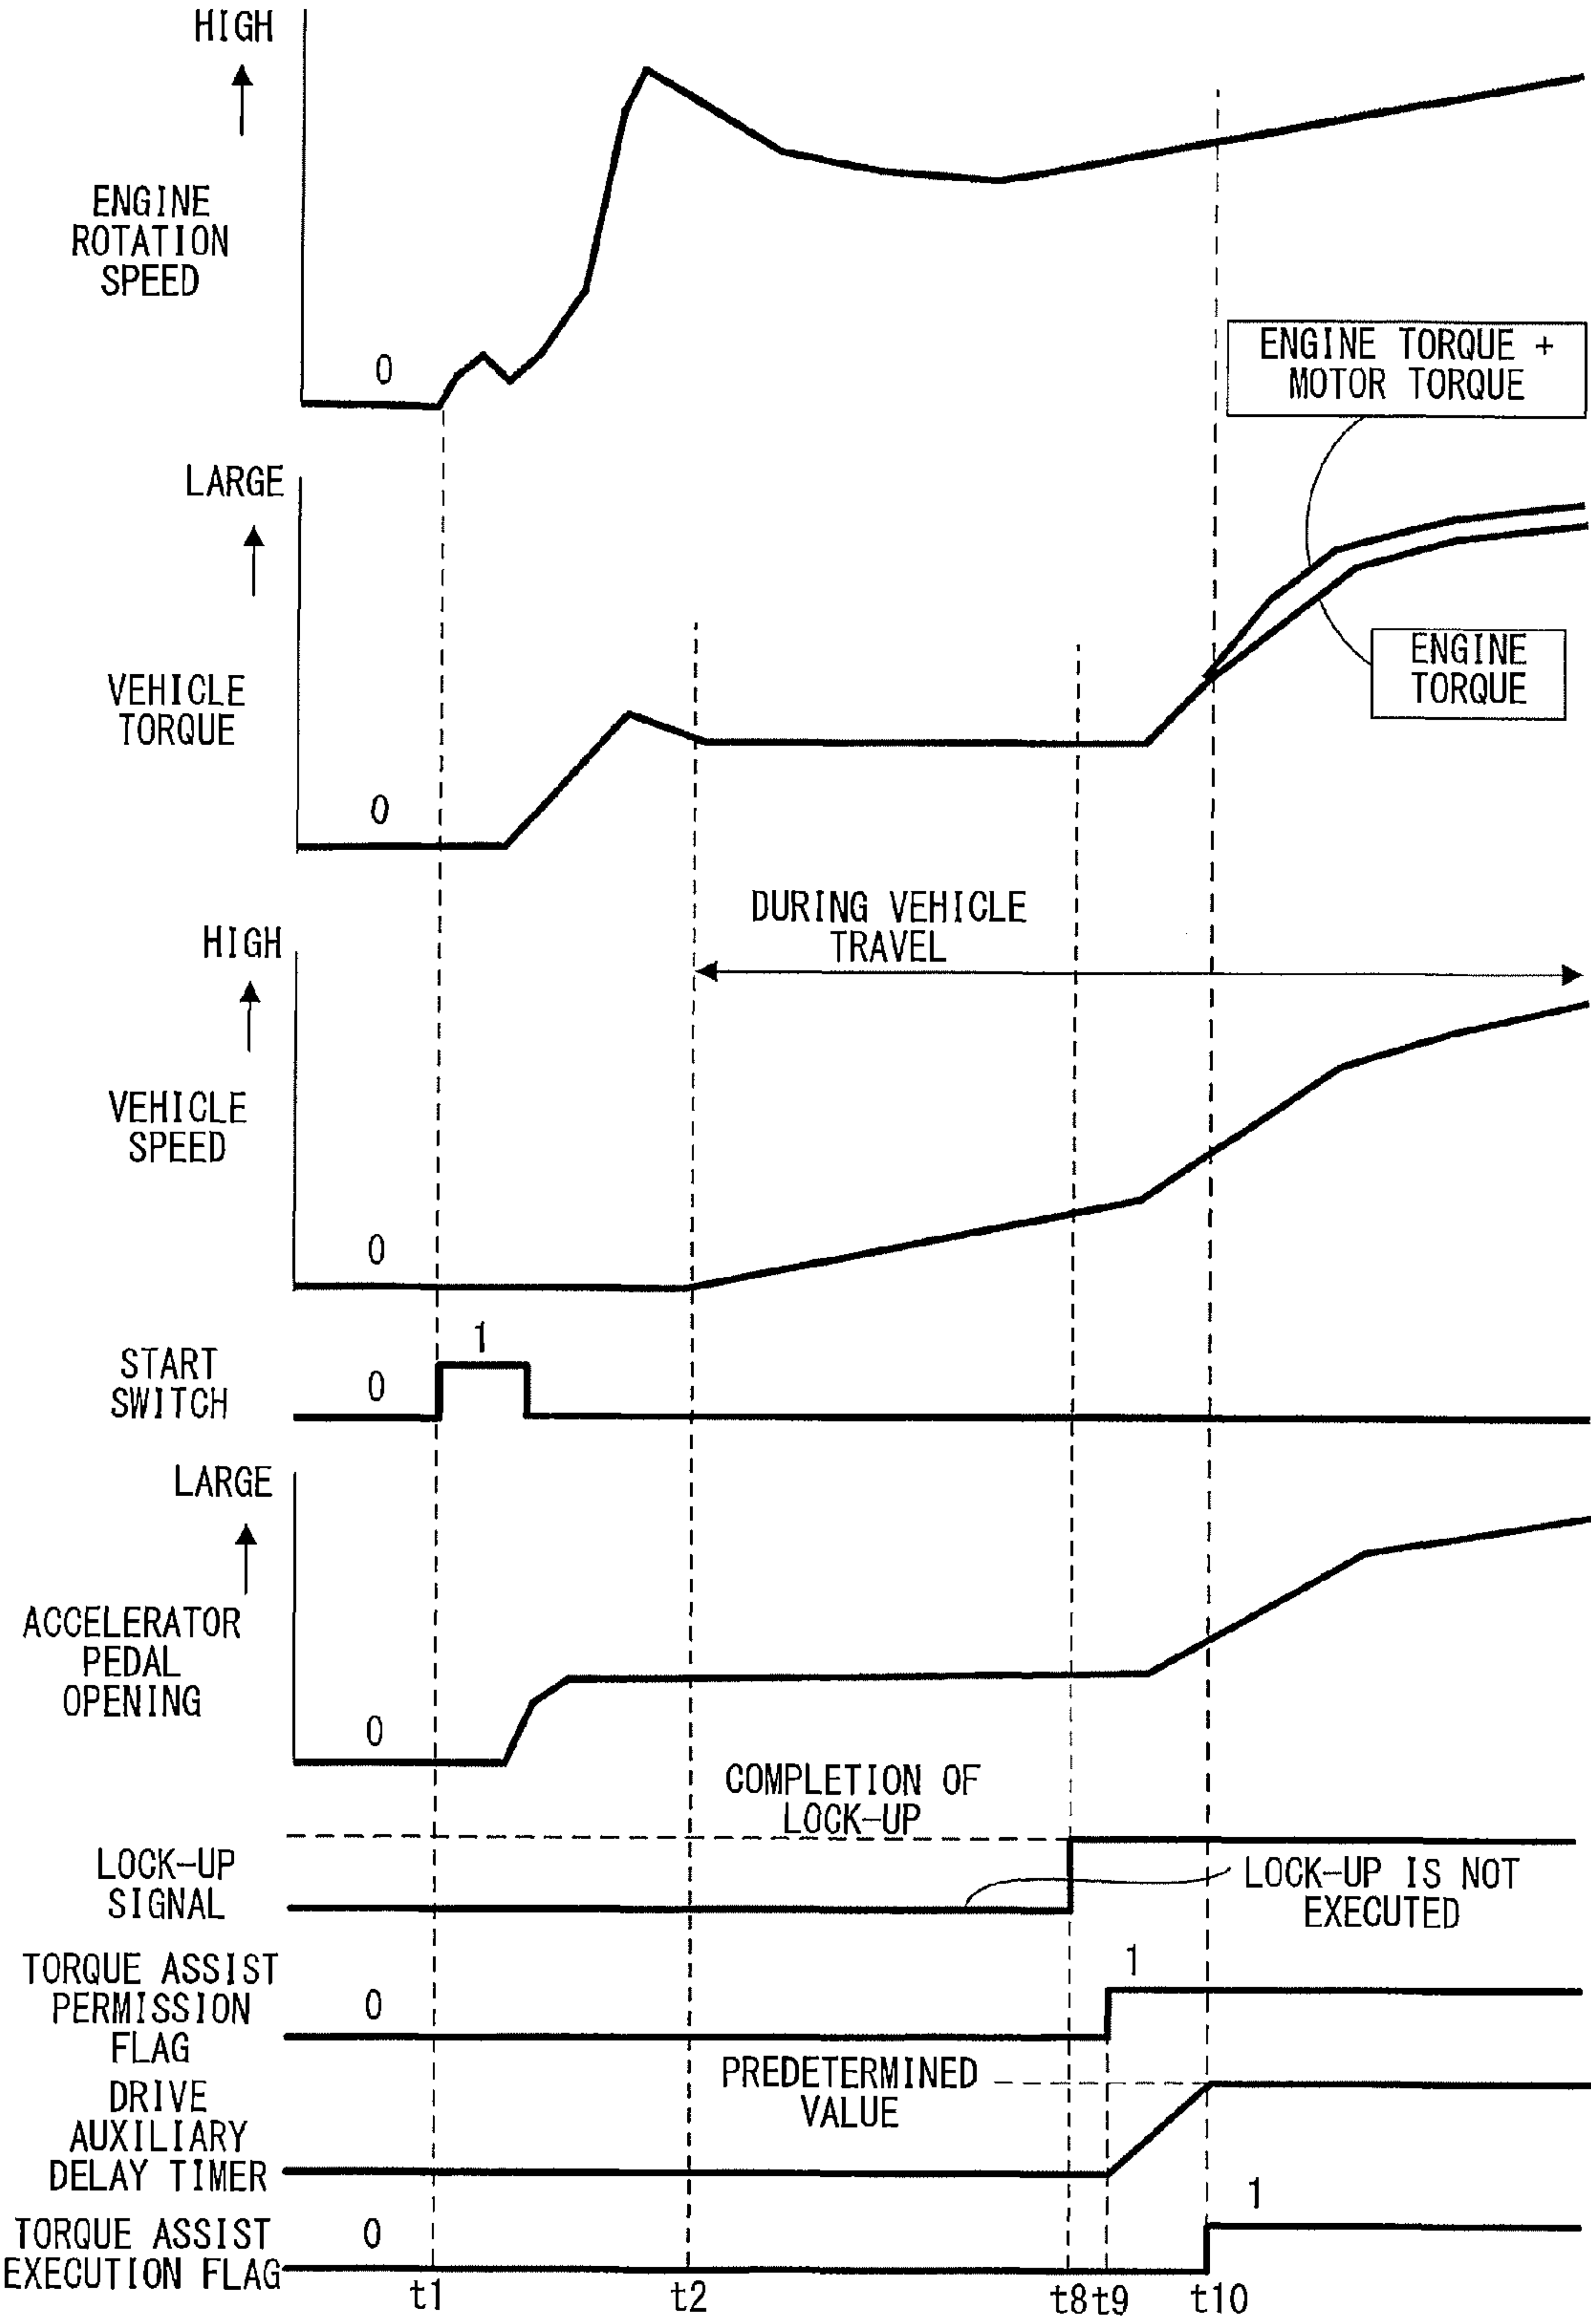 HIGH
ENGINE
ROTATION
SPEED
0
ENGINE TORQUE +
MOTOR TORQUE
LARGE
VEHICLE
TORQUE
0
ENGINE
TORQUE
DURING VEHICLE
TRAVEL
HIGH
VEHICLE
SPEED
0
START
SWITCH
0
1
LARGE
ACCELERATOR
PEDAL
OPENING
0
COMPLETION OF
LOCK-UP
LOCK-UP
SIGNAL
LOCK-UP IS NOT
EXECUTED
TORQUE ASSIST
PERMISSION
FLAG
0
1
PREDETERMINED
VALUE
DRIVE
AUXILIARY
DELAY TIMER
TORQUE ASSIST
EXECUTION FLAG
0
1
t1
t2
t8
t9
t10